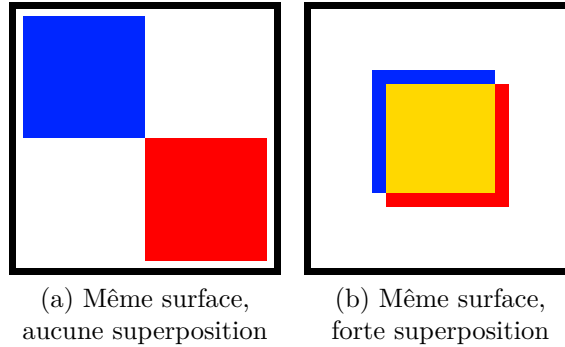 (a) Même surface,
aucune superposition
(b) Même surface,
forte superposition